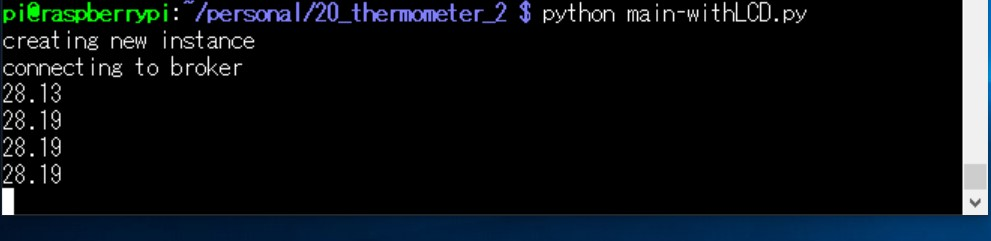 pi@raspberrypi:~/personal/20_thermometer_2 $ python main-withLCD.py
creating new instance
connecting to broker
28.13
28.19
28.19
28.19